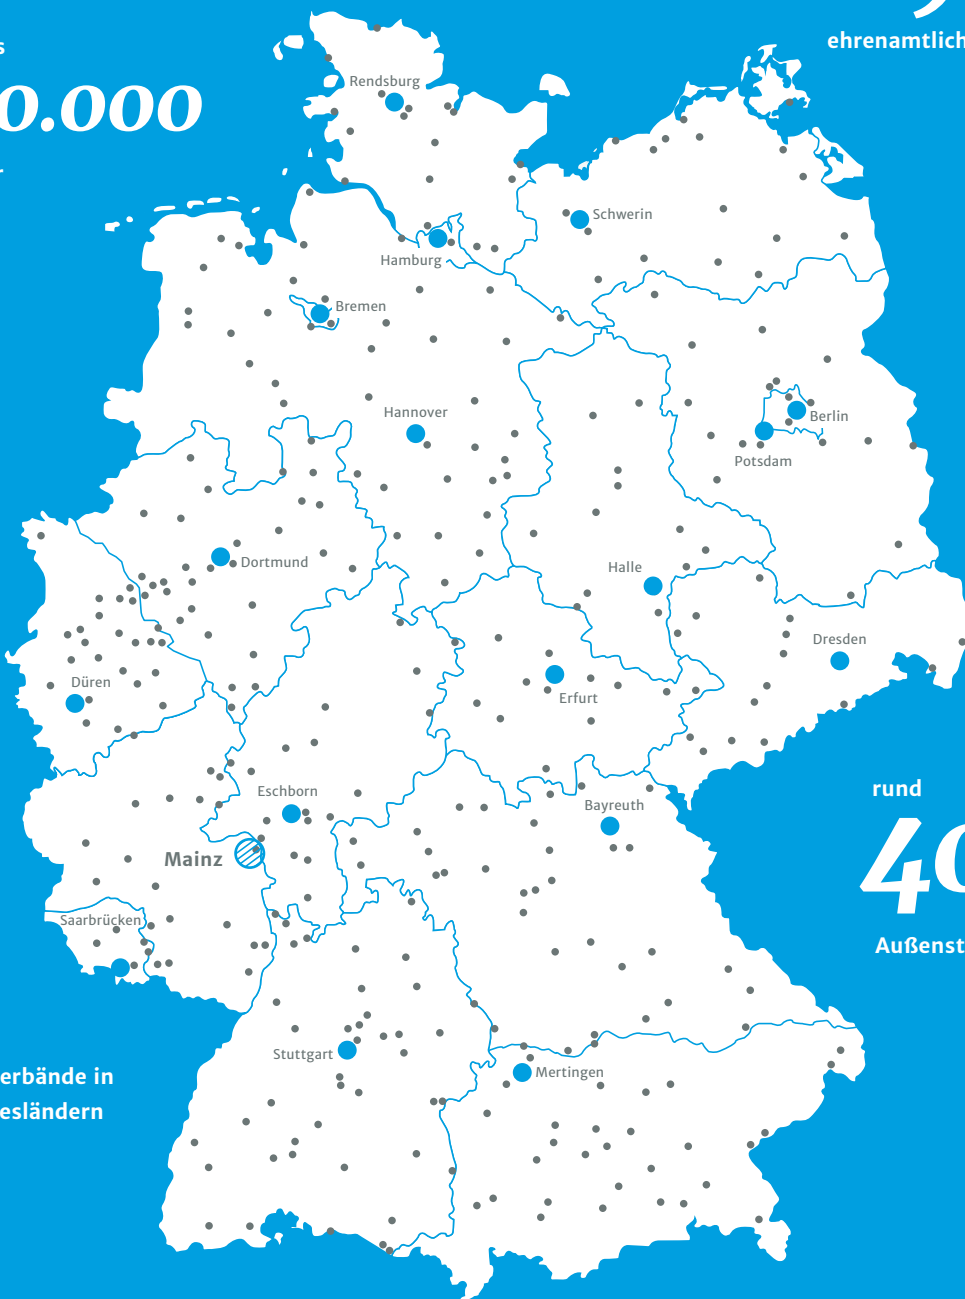 ehrenamtlich
s
0.000
Rendsburg
Schwerin
Hamburg
Bremen
Hannover
Berlin
Potsdam
Dortmund
Halle
Dresden
Düren
Erfurt
rund
Eschborn
Bayreuth
40
Mainz
Saarbrücken
Außenst
Stuttgart
Mertingen
erbände in
esländern